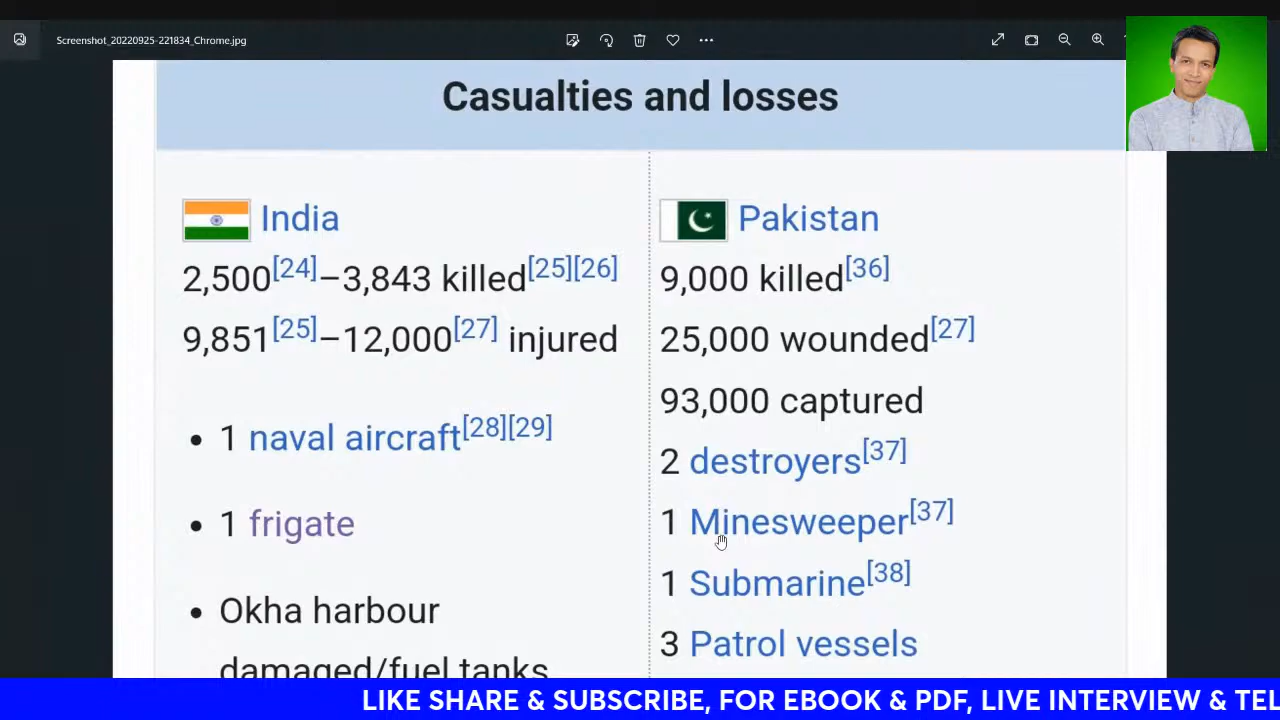 Screenshot_20220925-221834_Chrome.jpg
Casualties and losses
India
2,500[24]–3,843 killed[25][26]
9,851[25]–12,000[27] injured
• 1 naval aircraft[28][29]
• 1 frigate
• Okha harbour
damaged/fuel tanks
Pakistan
9,000 killed[36]
25,000 wounded[27]
93,000 captured
2 destroyers[37]
1 Minesweeper[37]
1 Submarine[38]
3 Patrol vessels
LIKE SHARE & SUBSCRIBE, FOR EBOOK & PDF, LIVE INTERVIEW & TEL